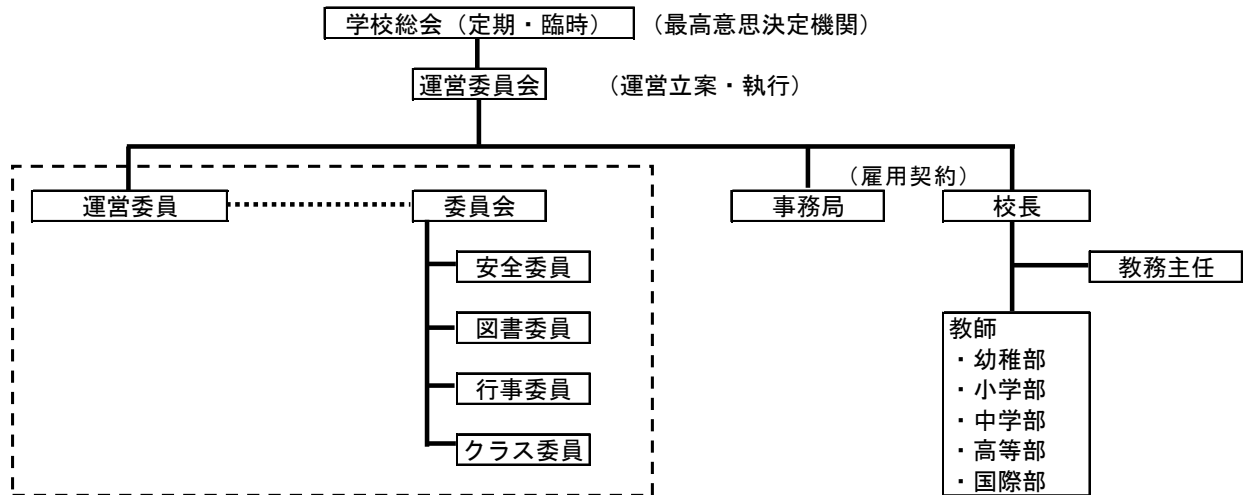 学校総会（定期・臨時） （最高意思決定機関）
運営委員会 （運営立案・執行）
（雇用契約）
運営委員 委員会 事務局 校長
安全委員 教務主任
図書委員
行事委員
クラス委員
教師
・幼稚部
・小学部
・中学部
・高等部
・国際部